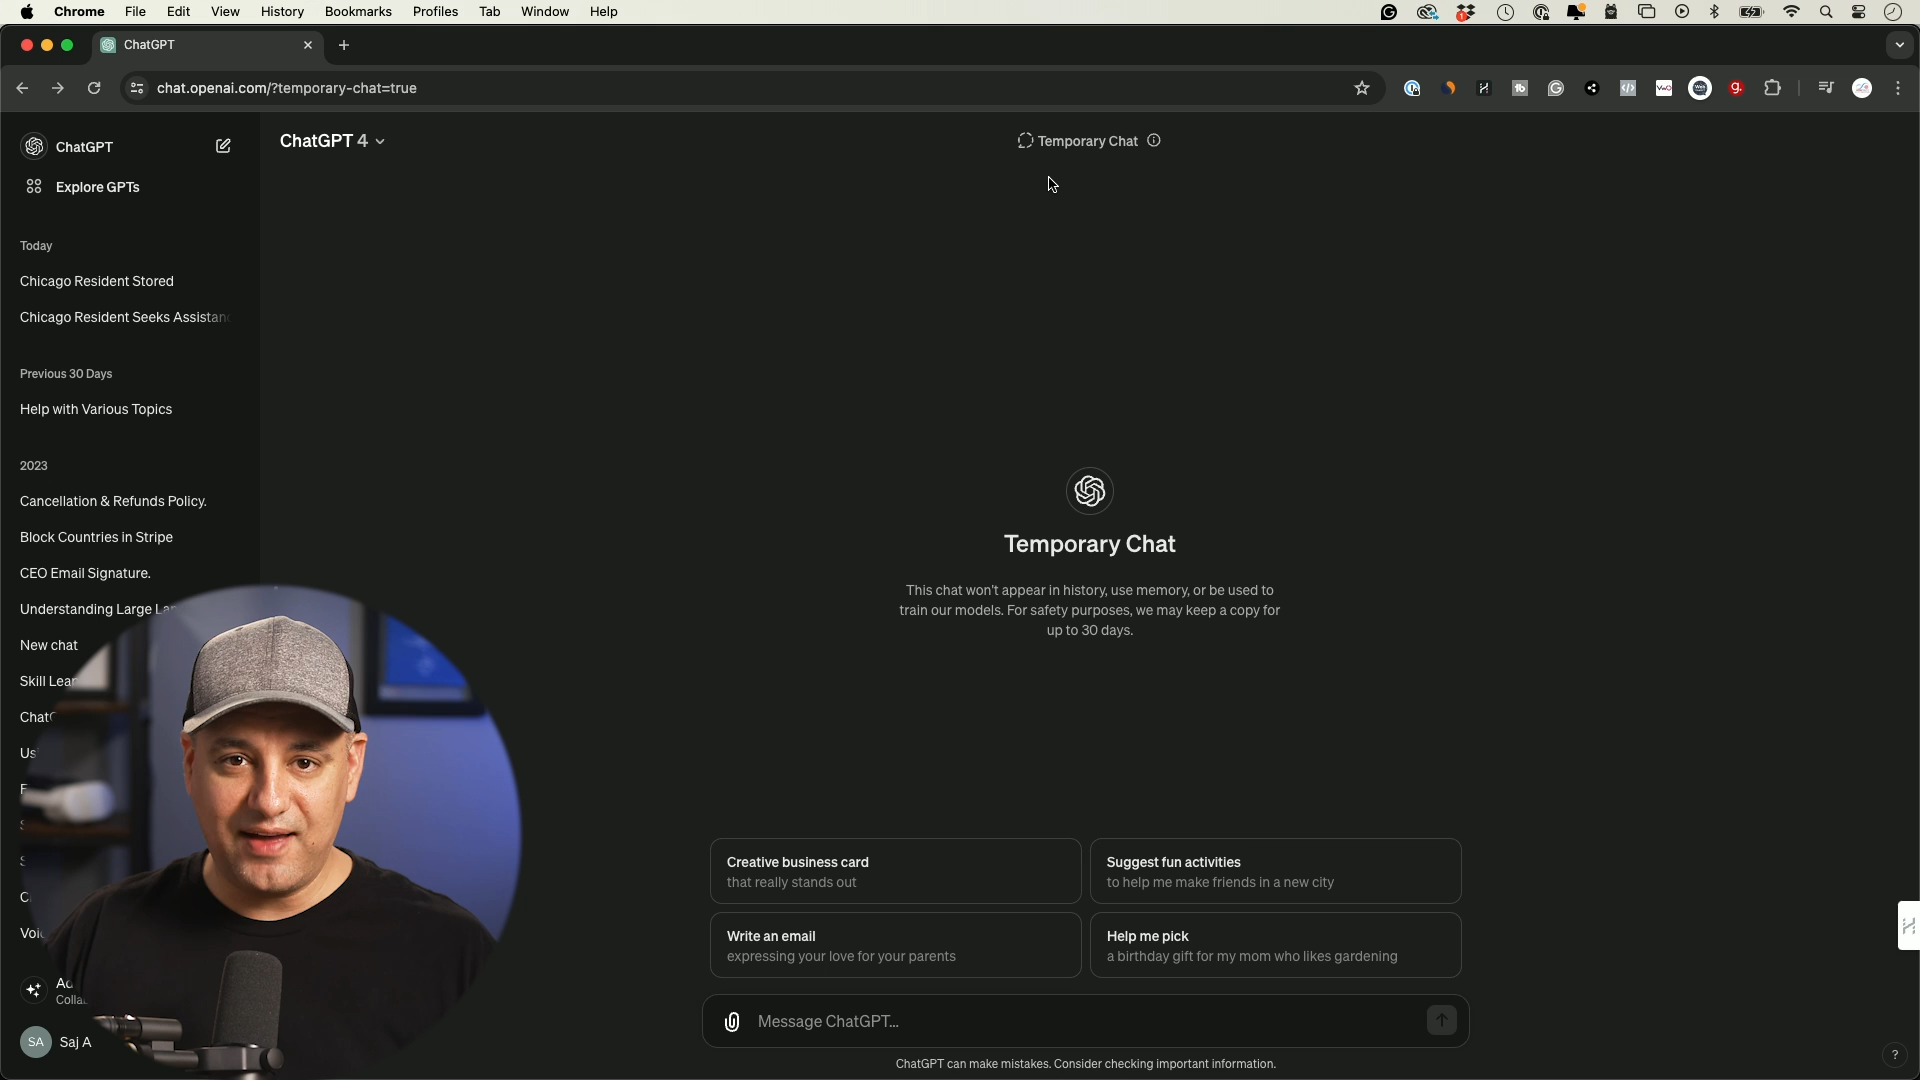 Chrome File Edit View History Bookmarks Profiles Tab Window Help
ChatGPT
chat.openai.com/?temporary-chat=true
ChatGPT
Explore GPTs
Today
Chicago Resident Stored
Chicago Resident Seeks Assistanc
Previous 30 Days
Help with Various Topics
2023
Cancellation & Refunds Policy.
Block Countries in Stripe
CEO Email Signature.
Understanding Large Lan
New chat
Skill Lear
SA Saj A
ChatGPT 4
Temporary Chat
Temporary Chat
This chat won't appear in history, use memory, or be used to
train our models. For safety purposes, we may keep a copy for
up to 30 days.
Creative business card
that really stands out
Suggest fun activities
to help me make friends in a new city
Write an email
expressing your love for your parents
Help me pick
a birthday gift for my mom who likes gardening
Message ChatGPT...
ChatGPT can make mistakes. Consider checking important information.
?